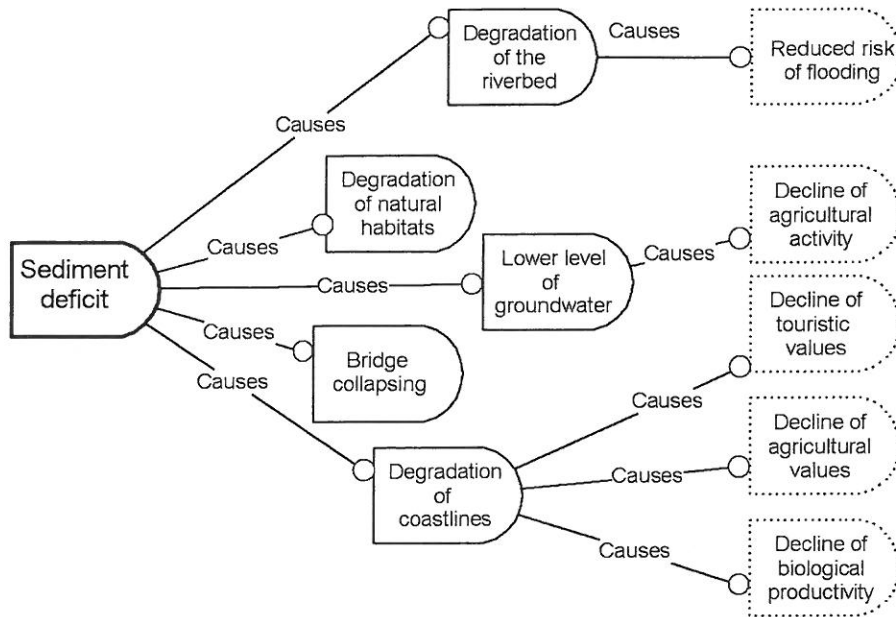 Degradation
of the
riverbed
Causes
Reduced risk
of flooding
Causes
Degradation
of natural
habitats
Causes
Decline of
agricultural
activity
Sediment
deficit
Causes
Lower level
of
groundwater
Causes
Decline of
touristic
values
Causes
Bridge
collapsing
Causes
Degradation
of
coastlines
Causes
Causes
Decline of
agricultural
values
Causes
Decline of
biological
productivity